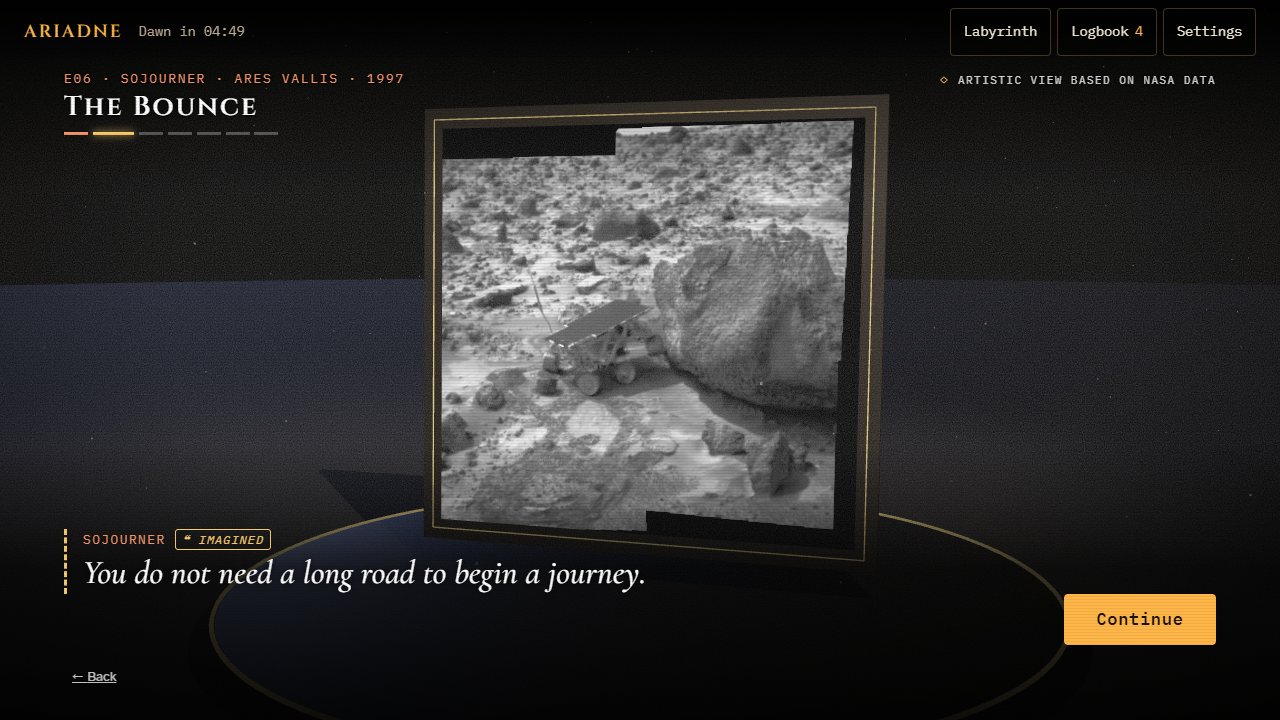 ARIADNE Dawn in 04:49 Labyrinth Logbook 4 Settings
E06 · SOJOURNER · ARES VALLIS · 1997
◇ ARTISTIC VIEW BASED ON NASA DATA
THE BOUNCE
SOJOURNER ❝ IMAGINED
You do not need a long road to begin a journey.
Continue
← Back